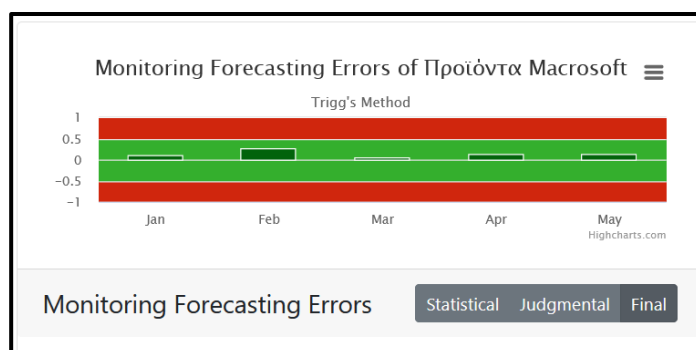 Monitoring Forecasting Errors of Προϊόντα Macrosoft
Trigg's Method
1
0.5
0
−0.5
−1
Jan Feb Mar Apr May
Highcharts.com
Monitoring Forecasting Errors Statistical Judgmental Final